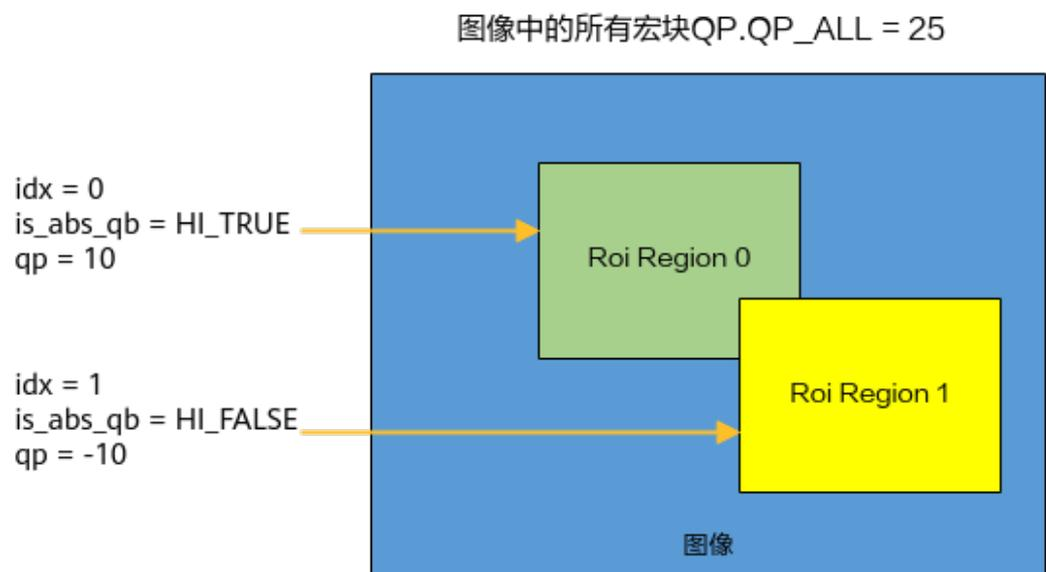 图像中的所有宏块QP.QP_ALL = 25
idx = 0
is_abs_qb = HI_TRUE
qp = 10
Roi Region 0
idx = 1
is_abs_qb = HI_FALSE
qp = -10
Roi Region 1
图像